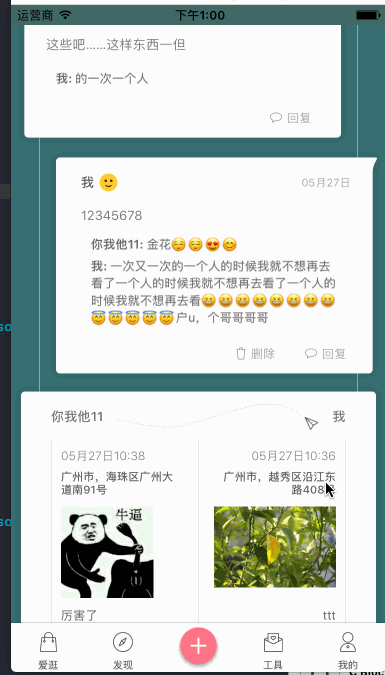 运营商 下午1:00
这些吧……这样东西一但
我: 的一次一个人
回复
我 🙂 05月27日
12345678
你我他11: 金花😌😌😍😊
我: 一次又一次的一个人的时候我就不想再去
看了一个人的时候我就不想再去看了一个人的
时候我就不想再去看😆😆😆😆😆😆😆😆
😇😇😇😇😇户u，个哥哥哥哥
删除 回复
你我他11 我
05月27日10:38
广州市，海珠区广州大
道南91号
牛逼
厉害了
05月27日10:36
广州市，越秀区沿江东
路408
ttt
爱逛 发现 工具 我的